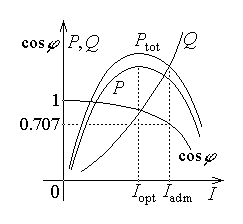 cos φ P, Q P_tot Q
P
1
0.707
cos φ
0 I_opt I_adm I